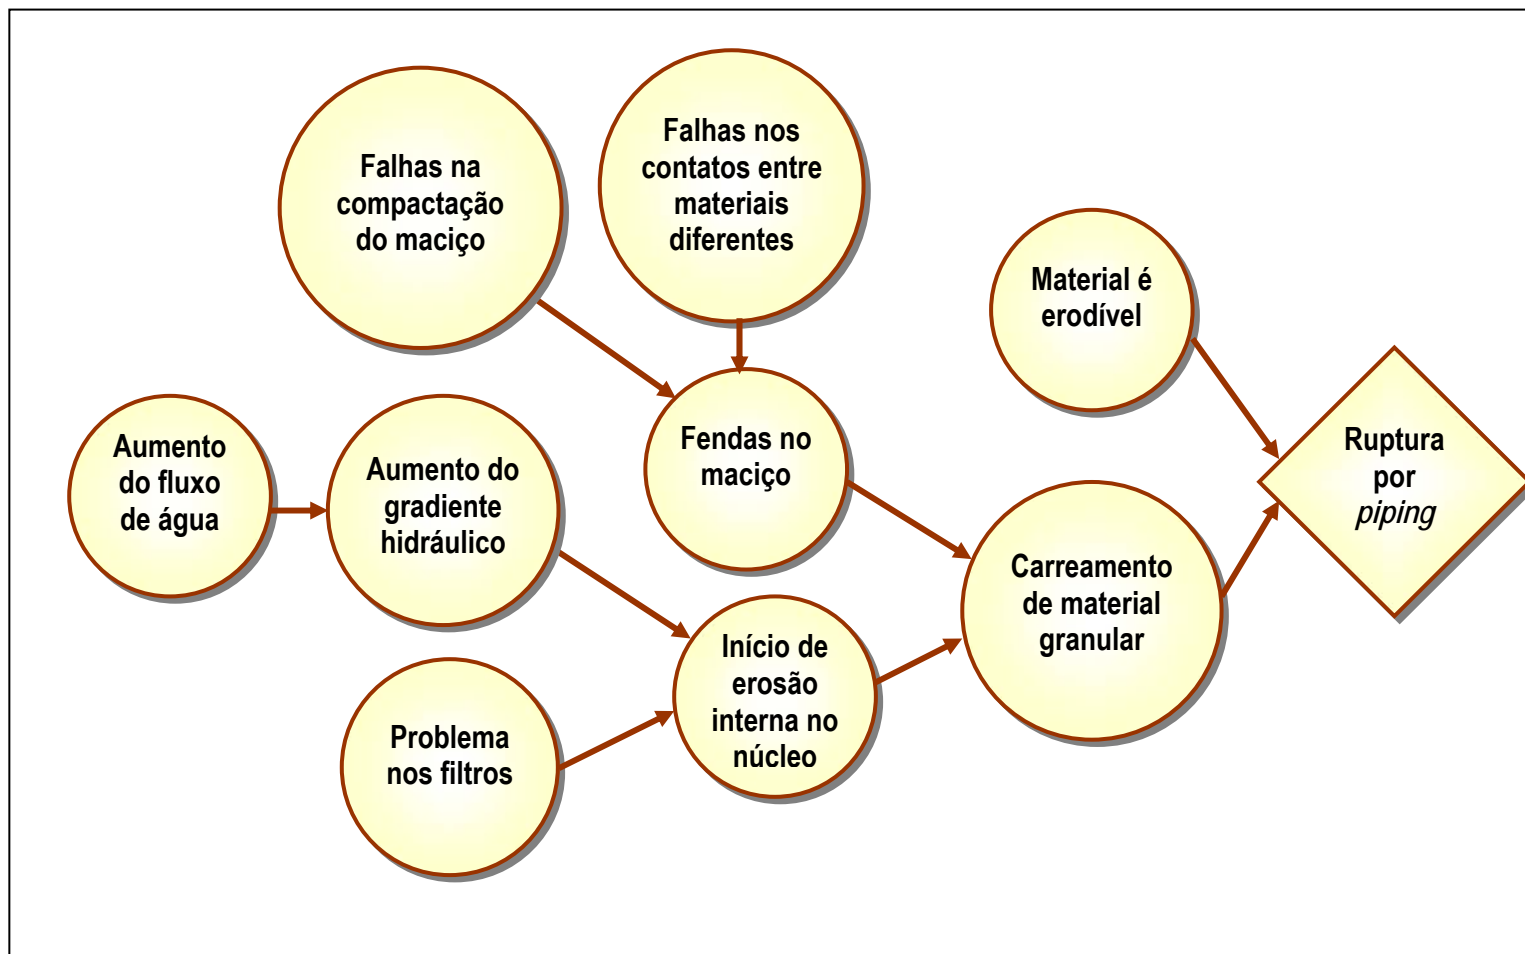 Falhas na
compactação
do maciço
Falhas nos
contatos entre
materiais
diferentes
Material é
erodível
Aumento
do fluxo
de água
Aumento do
gradiente
hidráulico
Fendas no
maciço
Ruptura
por
piping
Carreamento
de material
granular
Início de
erosão
interna no
núcleo
Problema
nos filtros